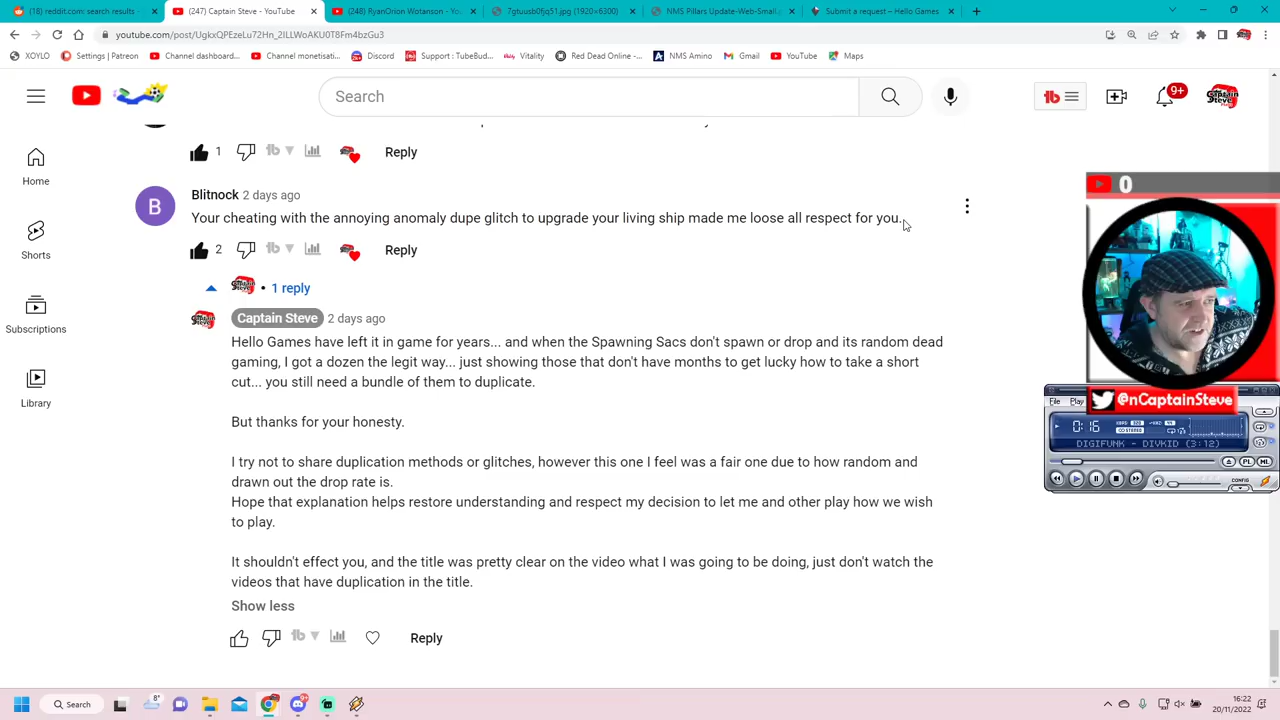 (18) reddit.com: search results -
(247) Captain Steve - YouTube
(248) RyanOrion Wotanson - Yo
7gtuusb0fjq51.jpg (1920×6300)
NMS Pillars Update-Web-Small.
Submit a request – Hello Games
youtube.com/post/UgkxQPEzeLu72Hn_2ILLWoAKU0T8Fm4bzGu3
XOYLO
Settings | Patreon
Channel dashboard...
Channel monetisati...
Discord
Support : TubeBud...
Vitality
Red Dead Online -...
NMS Amino
Gmail
YouTube
Maps
Search
9+
Captain Steve
Home
Shorts
Subscriptions
Library
1
Reply
B
Blitnock 2 days ago
Your cheating with the annoying anomaly dupe glitch to upgrade your living ship made me loose all respect for you.
2
Reply
• 1 reply
Captain Steve 2 days ago
Hello Games have left it in game for years... and when the Spawning Sacs don't spawn or drop and its random dead
gaming, I got a dozen the legit way... just showing those that don't have months to get lucky how to take a short
cut... you still need a bundle of them to duplicate.
But thanks for your honesty.
I try not to share duplication methods or glitches, however this one I feel was a fair one due to how random and
drawn out the drop rate is.
Hope that explanation helps restore understanding and respect my decision to let me and other play how we wish
to play.
It shouldn't effect you, and the title was pretty clear on the video what I was going to be doing, just don't watch the
videos that have duplication in the title.
Show less
Reply
0
@nCaptainSteve
File Play
0:16
STEREO
DIGIFUNK - DIVKID (3:12)
PL ML
CONFIG
Search
8°
16:22
20/11/2022